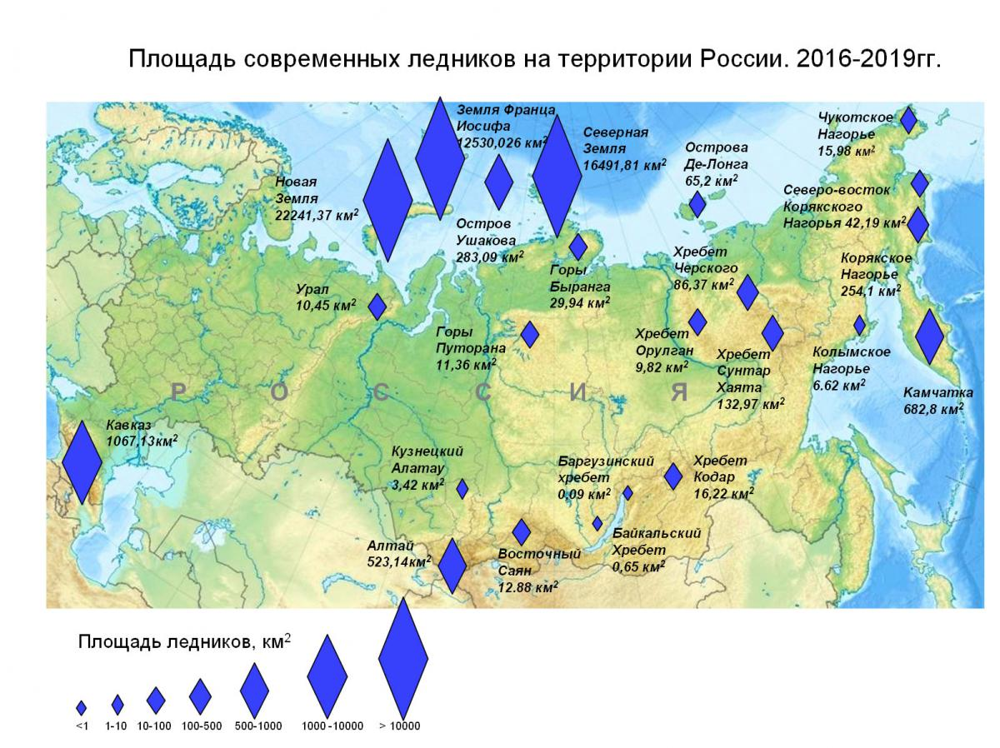 Площадь современных ледников на территории России. 2016-2019гг.
Земля Франца
Иосифа
12530,026 км²
Северная
Земля
16491,81 км²
Острова
Де-Лонга
65,2 км²
Чукотское
Нагорье
15,98 км²
Новая
Земля
22241,37 км²
Северо-восток
Корякского
Нагорья 42,19 км²
Остров
Ушакова
283,09 км²
Горы
Бырранга
29,94 км²
Хребет
Черского
86,37 км²
Корякское
Нагорье
254,1 км²
Урал
10,45 км²
Горы
Путорана
11,36 км²
Хребет
Орулган
9,82 км²
Хребет
Сунтар
Хаята
132,97 км²
Колымское
Нагорье
6.62 км²
Камчатка
682,8 км²
Р О С С И Я
Кавказ
1067,13км²
Кузнецкий
Алатау
3,42 км²
Баргузинский
хребет
0,09 км²
Хребет
Кодар
16,22 км²
Алтай
523,14км²
Восточный
Саян
12.88 км²
Байкальский
Хребет
0,65 км²
Площадь ледников, км²
<1 1-10 10-100 100-500 500-1000 1000 -10000 > 10000